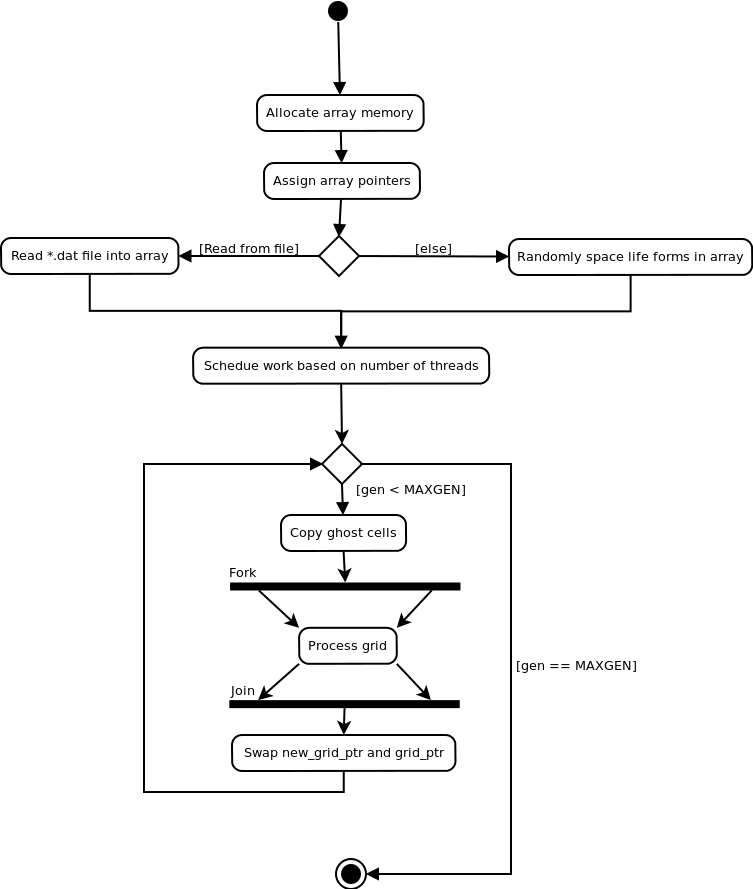 Allocate array memory
Assign array pointers
[Read from file]
[else]
Read *.dat file into array
Randomly space life forms in array
Schedue work based on number of threads
[gen < MAXGEN]
Copy ghost cells
Fork
Process grid
[gen == MAXGEN]
Join
Swap new_grid_ptr and grid_ptr